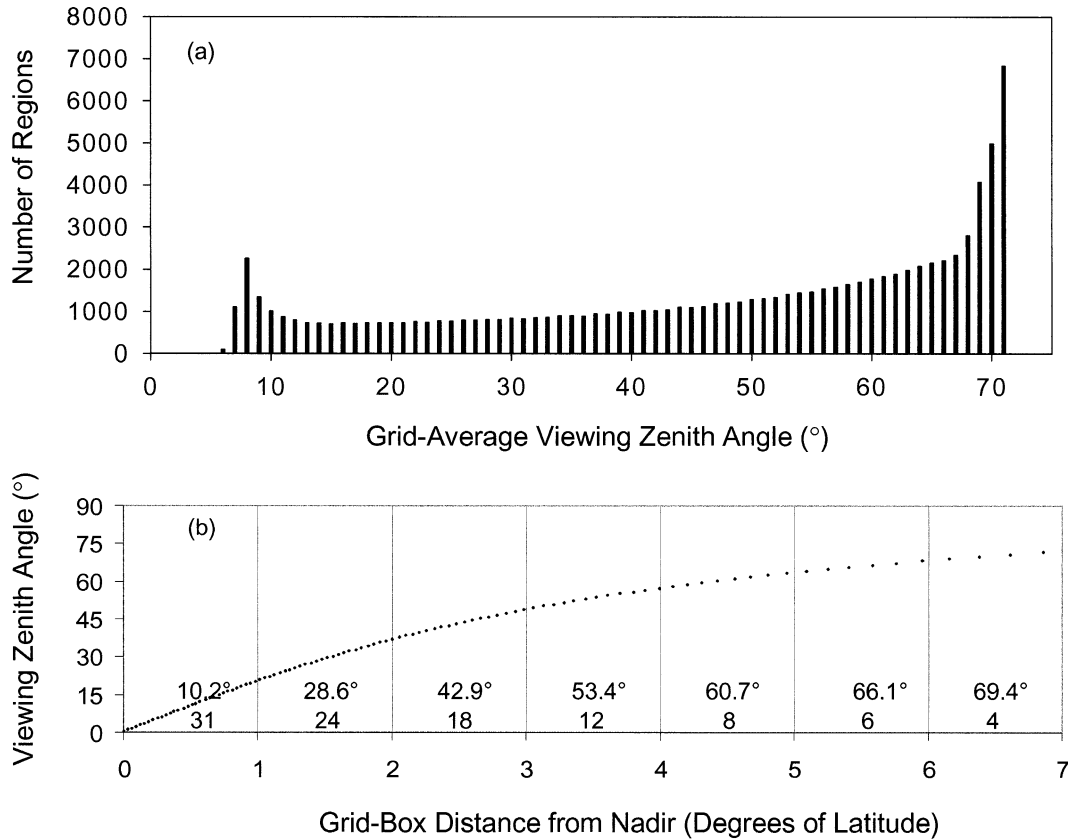 8000
7000
6000
5000
4000
3000
2000
1000
0
Number of Regions
(a)
0 10 20 30 40 50 60 70
Grid-Average Viewing Zenith Angle (°)
90
75
60
45
30
15
0
Viewing Zenith Angle (°)
(b)
10.2° 28.6° 42.9° 53.4° 60.7° 66.1° 69.4°
31 24 18 12 8 6 4
0 1 2 3 4 5 6 7
Grid-Box Distance from Nadir (Degrees of Latitude)